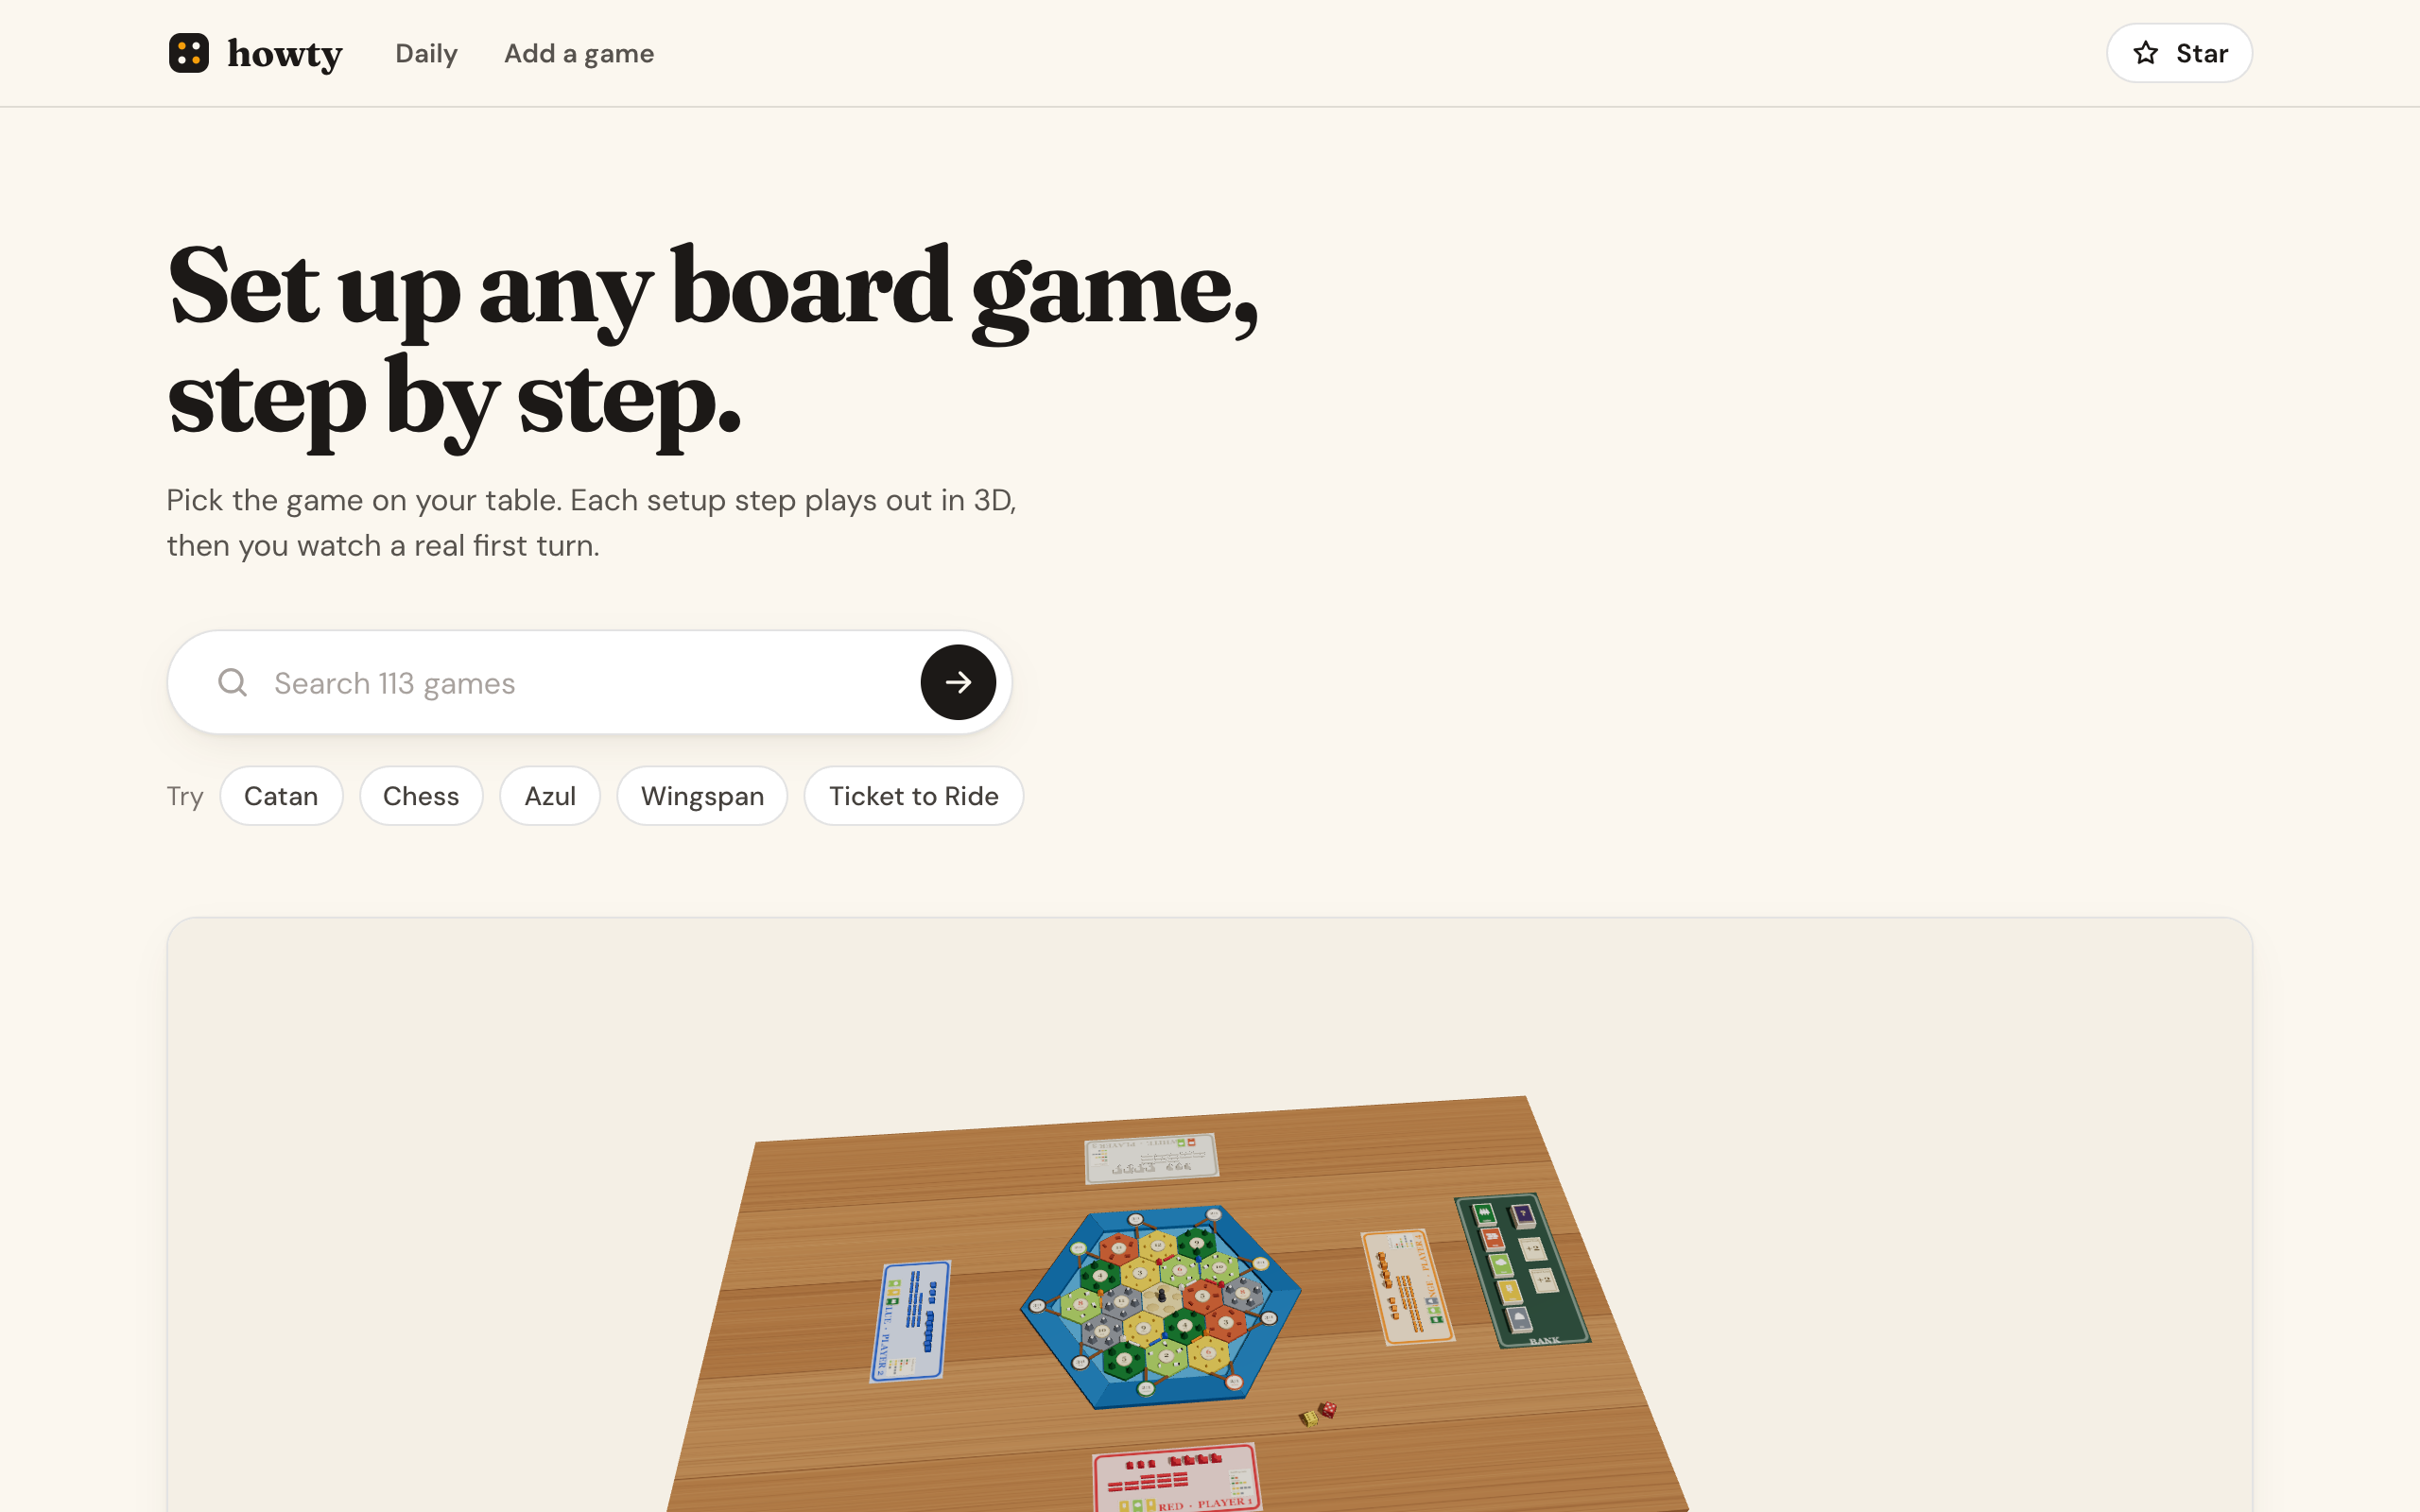 howty
Daily
Add a game
Star
Set up any board game,
step by step.
Pick the game on your table. Each setup step plays out in 3D,
then you watch a real first turn.
Search 113 games
Try
Catan
Chess
Azul
Wingspan
Ticket to Ride
BANK
RED · PLAYER 1